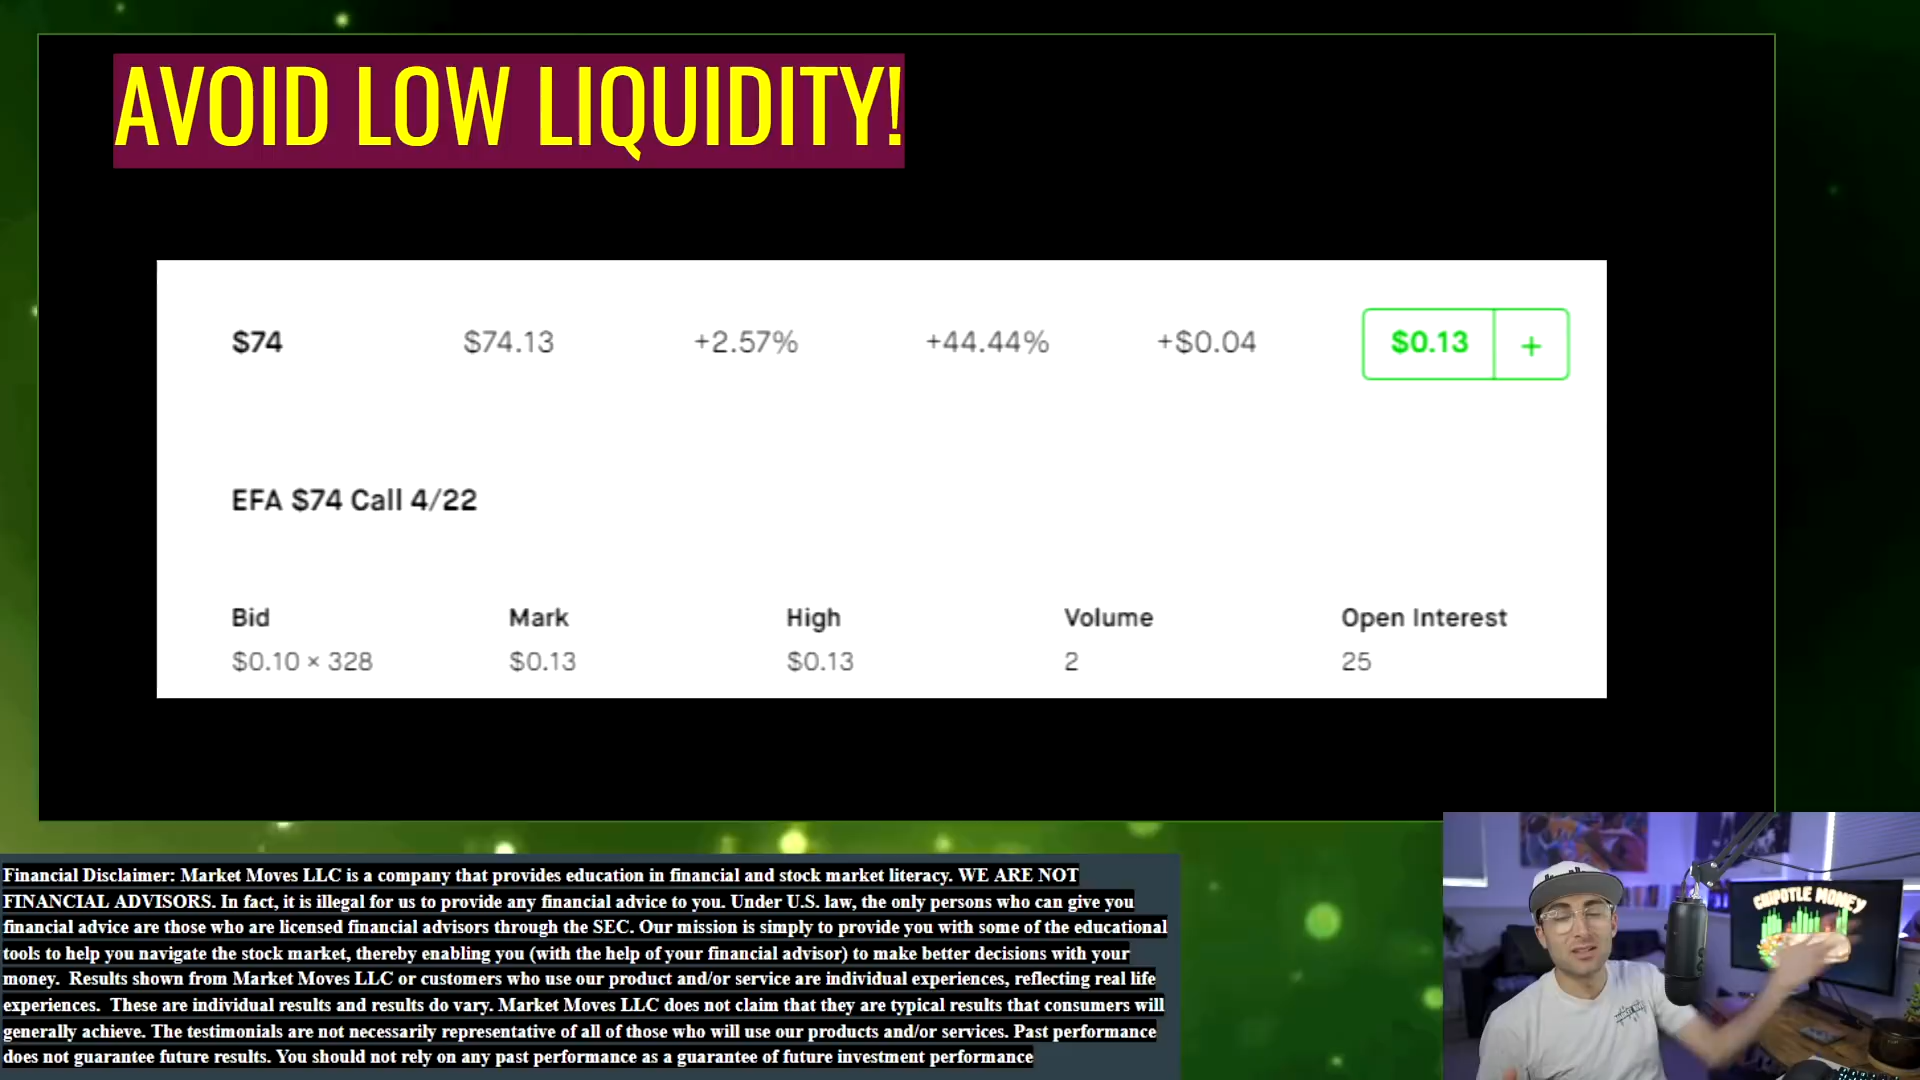 AVOID LOW LIQUIDITY!
$74 $74.13 +2.57% +44.44% +$0.04 $0.13 +
EFA $74 Call 4/22
Bid Mark High Volume Open Interest
$0.10 × 328 $0.13 $0.13 2 25
Financial Disclaimer: Market Moves LLC is a company that provides education in financial and stock market literacy. WE ARE NOT
FINANCIAL ADVISORS. In fact, it is illegal for us to provide any financial advice to you. Under U.S. law, the only persons who can give you
financial advice are those who are licensed financial advisors through the SEC. Our mission is simply to provide you with some of the educational
tools to help you navigate the stock market, thereby enabling you (with the help of your financial advisor) to make better decisions with your
money. Results shown from Market Moves LLC or customers who use our product and/or service are individual experiences, reflecting real life
experiences. These are individual results and results do vary. Market Moves LLC does not claim that they are typical results that consumers will
generally achieve. The testimonials are not necessarily representative of all of those who will use our products and/or services. Past performance
does not guarantee future results. You should not rely on any past performance as a guarantee of future investment performance
CHIPOTLE MONEY